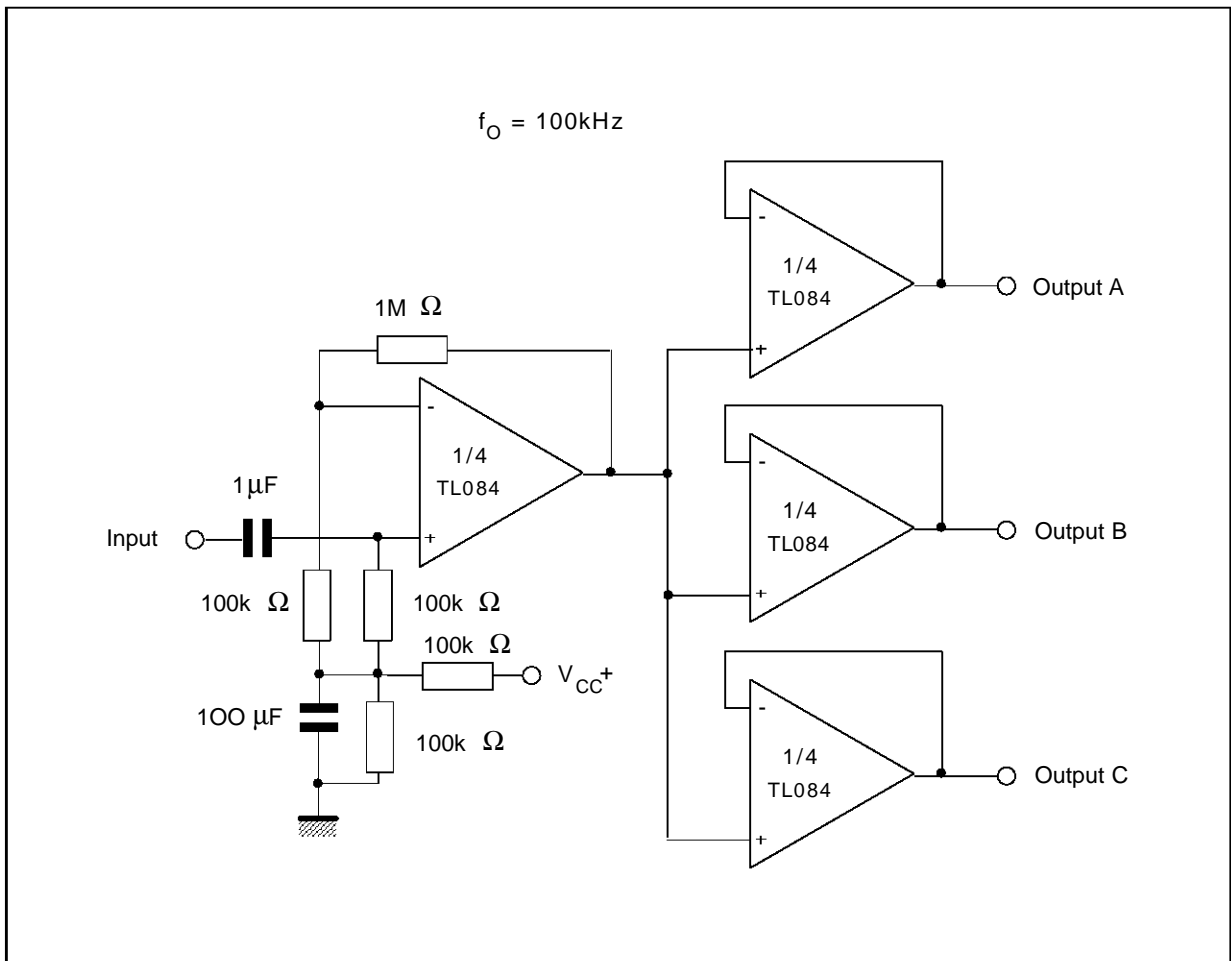 f_O = 100kHz
-
1/4
TL084
+
Output A
1M Ω
-
1/4
TL084
+
-
1/4
TL084
+
Output B
1μF
Input
100k Ω
100k Ω
100k Ω
V_CC+
1OO μF
100k Ω
-
1/4
TL084
+
Output C